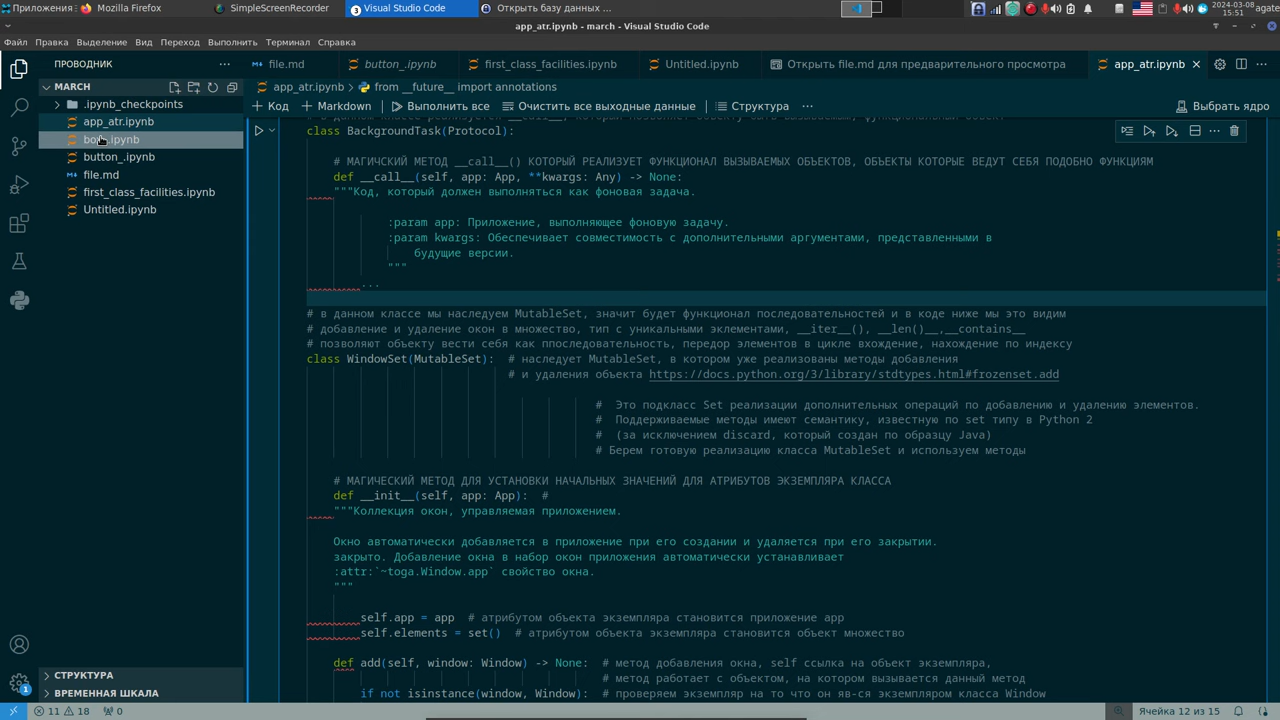 Приложения
Mozilla Firefox
SimpleScreenRecorder
3 Visual Studio Code
Открыть базу данных ...
2024-03-08
15:51
agate
app_atr.ipynb - march - Visual Studio Code
Файл Правка Выделение Вид Переход Выполнить Терминал Справка
ПРОВОДНИК ...
file.md button_.ipynb first_class_facilities.ipynb Untitled.ipynb Открыть file.md для предварительного просмотра app_atr.ipynb
MARCH
.ipynb_checkpoints
app_atr.ipynb
button_.ipynb
file.md
first_class_facilities.ipynb
Untitled.ipynb
СТРУКТУРА
ВРЕМЕННАЯ ШКАЛА
app_atr.ipynb > from __future__ import annotations
+ Код + Markdown Выполнить все Очистить все выходные данные Структура ... Выбрать ядро
class BackgroundTask(Protocol):
# МАГИЧСКИЙ МЕТОД __call__() КОТОРЫЙ РЕАЛИЗУЕТ ФУНКЦИОНАЛ ВЫЗЫВАЕМЫХ ОБЪЕКТОВ, ОБЪЕКТЫ КОТОРЫЕ ВЕДУТ СЕБЯ ПОДОБНО ФУНКЦИЯМ
def __call__(self, app: App, **kwargs: Any) -> None:
"""Код, который должен выполняться как фоновая задача.
:param app: Приложение, выполняющее фоновую задачу.
:param kwargs: Обеспечивает совместимость с дополнительными аргументами, представленными в
будущие версии.
"""
...
# в данном классе мы наследуем MutableSet, значит будет функционал последовательностей и в коде ниже мы это видим
# добавление и удаление окон в множество, тип с уникальными эклементами, __iter__(), __len()__,__contains__
# позволяют объекту вести себя как ппоследовательность, передор элементов в цикле вхождение, нахождение по индексу
class WindowSet(MutableSet): # наследует MutableSet, в котором уже реализованы методы добавления
# и удаления объекта https://docs.python.org/3/library/stdtypes.html#frozenset.add
# Это подкласс Set реализации дополнительных операций по добавлению и удалению элементов.
# Поддерживаемые методы имеют семантику, известную по set типу в Python 2
# (за исключением discard, который создан по образцу Java)
# Берем готовую реализацию класса MutableSet и используем методы
# МАГИЧЕСКИЙ МЕТОД ДЛЯ УСТАНОВКИ НАЧАЛЬНЫХ ЗНАЧЕНИЙ ДЛЯ АТРИБУТОВ ЭКЗЕМПЛЯРА КЛАССА
def __init__(self, app: App): #
"""Коллекция окон, управляемая приложением.
Окно автоматически добавляется в приложение при его создании и удаляется при его закрытии.
закрыто. Добавление окна в набор окон приложения автоматически устанавливает
:attr:`~toga.Window.app` свойство окна.
"""
self.app = app # атрибутом объекта экземпляра становится приложение app
self.elements = set() # атрибутом объекта экземпляра становится объект множество
def add(self, window: Window) -> None: # метод добавления окна, self ссылка на объект экземпляра,
# метод работает с объектом, на котором вызывается данный метод
if not isinstance(window, Window): # проверяем экземпляр на то что он яв-ся экземпляром класса Window
1
11 18 0
Ячейка 12 из 15